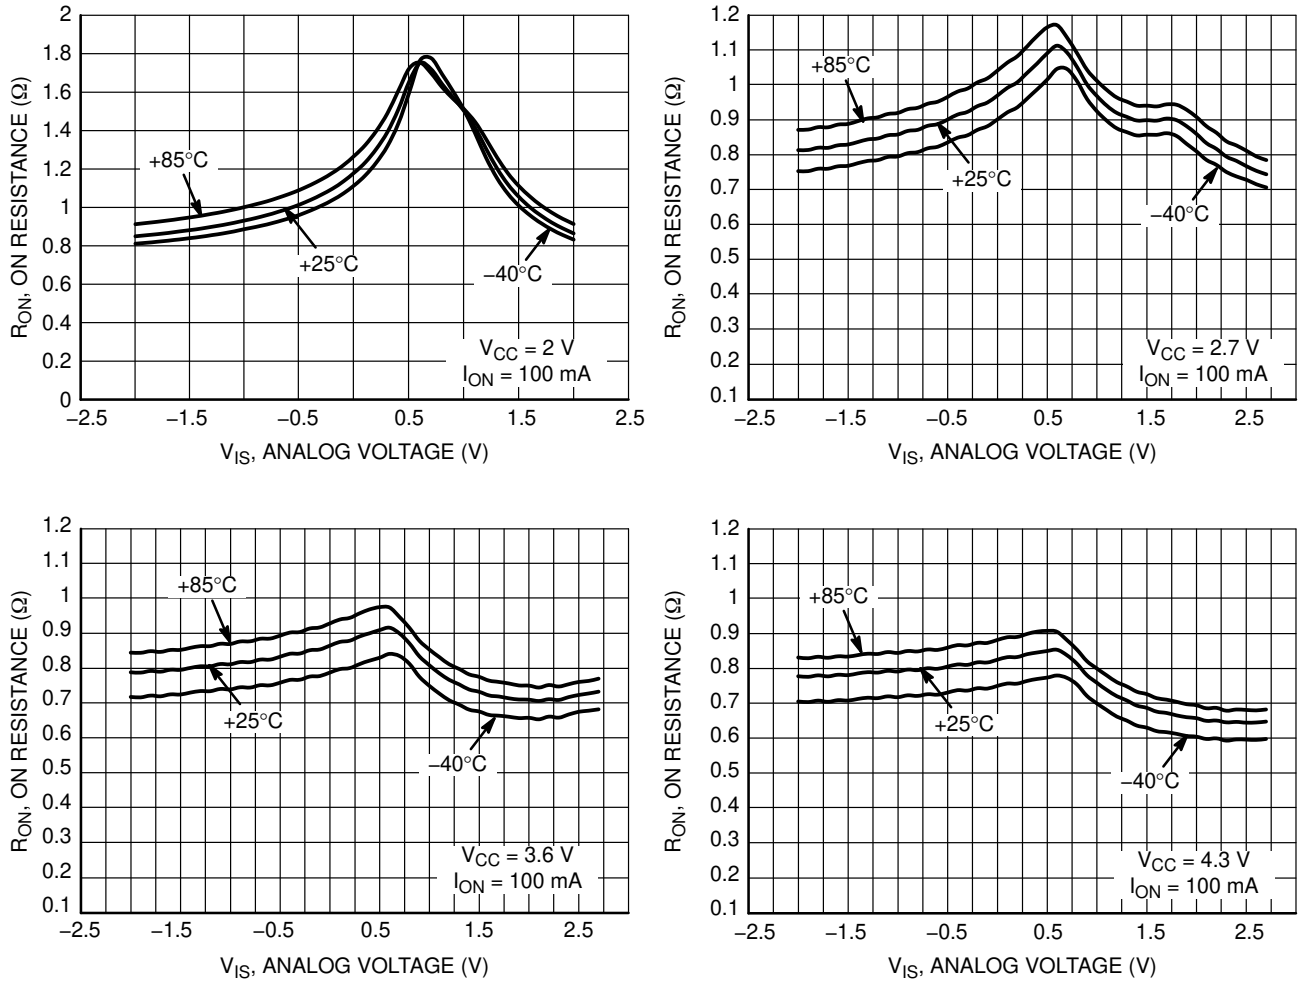 2
1.8
1.6
1.4
1.2
1
0.8
0.6
0.4
0.2
0
RON, ON RESISTANCE (Ω)
+85°C
+25°C
−40°C
VCC = 2 V
ION = 100 mA
−2.5 −1.5 −0.5 0.5 1.5 2.5
VIS, ANALOG VOLTAGE (V)
1.2
1.1
1
0.9
0.8
0.7
0.6
0.5
0.4
0.3
0.2
0.1
RON, ON RESISTANCE (Ω)
+85°C
+25°C
−40°C
VCC = 2.7 V
ION = 100 mA
−2.5 −1.5 −0.5 0.5 1.5 2.5
VIS, ANALOG VOLTAGE (V)
1.2
1.1
1
0.9
0.8
0.7
0.6
0.5
0.4
0.3
0.2
0.1
RON, ON RESISTANCE (Ω)
+85°C
+25°C
−40°C
VCC = 3.6 V
ION = 100 mA
−2.5 −1.5 −0.5 0.5 1.5 2.5
VIS, ANALOG VOLTAGE (V)
1.2
1.1
1
0.9
0.8
0.7
0.6
0.5
0.4
0.3
0.2
0.1
RON, ON RESISTANCE (Ω)
+85°C
+25°C
−40°C
VCC = 4.3 V
ION = 100 mA
−2.5 −1.5 −0.5 0.5 1.5 2.5
VIS, ANALOG VOLTAGE (V)